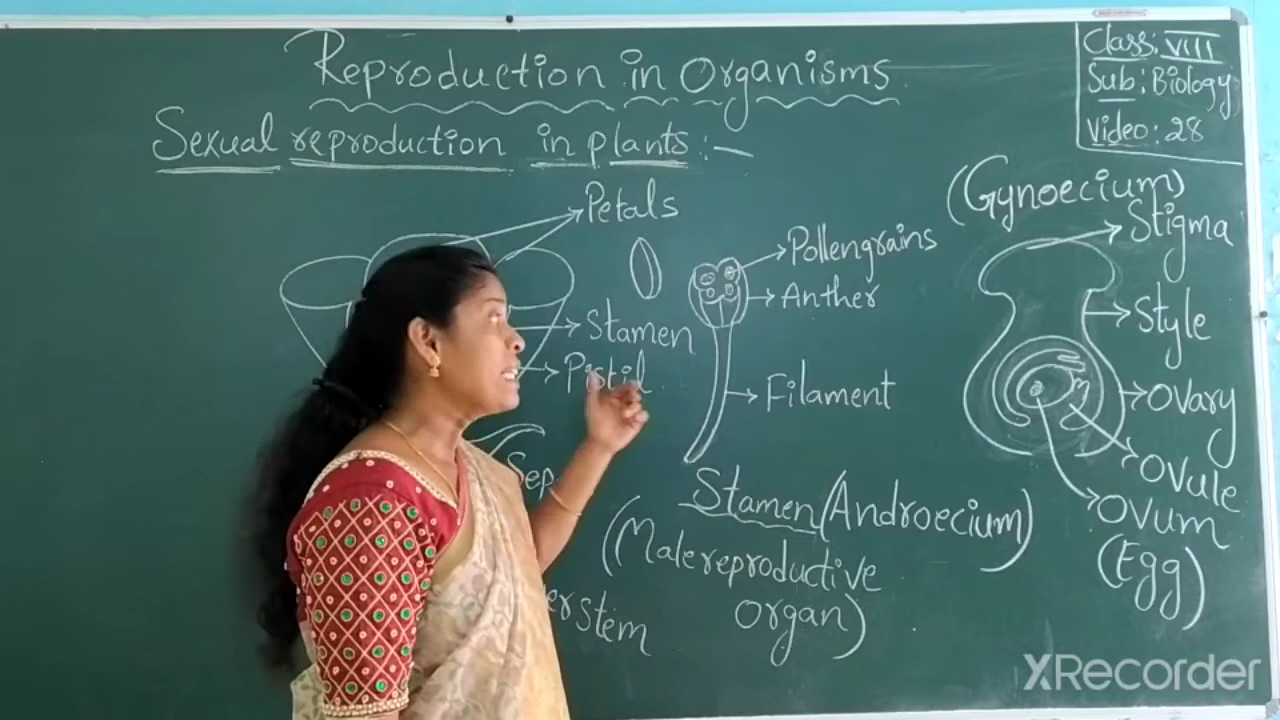 Reproduction in Organisms
Class: VIII
Sub: Biology
Video: 28
Sexual reproduction in plants:-
Petals
Stamen
Pistil
Sep
er stem
Pollengrains
Anther
Filament
Stamen (Androecium)
(Male reproductive
organ)
(Gynoecium)
Stigma
Style
Ovary
Ovule
Ovum
(Egg)
XRecorder